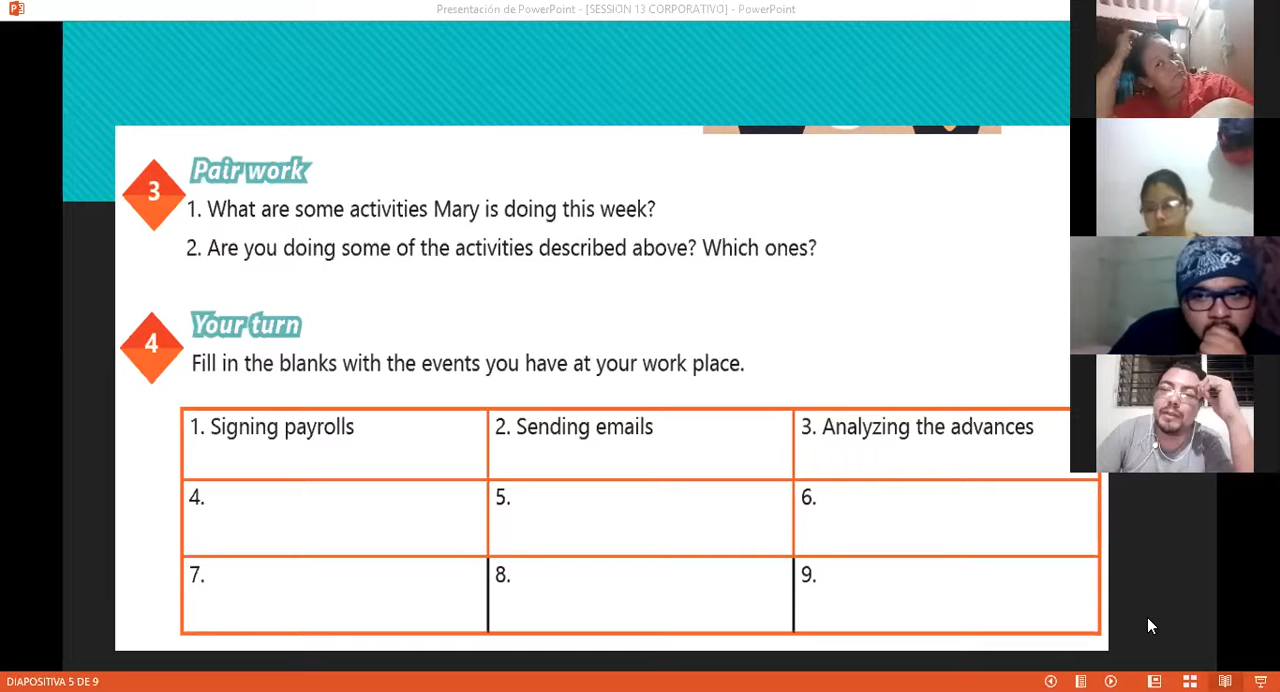 Presentación de PowerPoint - [SESSION 13 CORPORATIVO] - PowerPoint
3
Pair work
1. What are some activities Mary is doing this week?
2. Are you doing some of the activities described above? Which ones?
4
Your turn
Fill in the blanks with the events you have at your work place.
1. Signing payrolls
2. Sending emails
3. Analyzing the advances
4.
5.
6.
7.
8.
9.
DIAPOSITIVA 5 DE 9